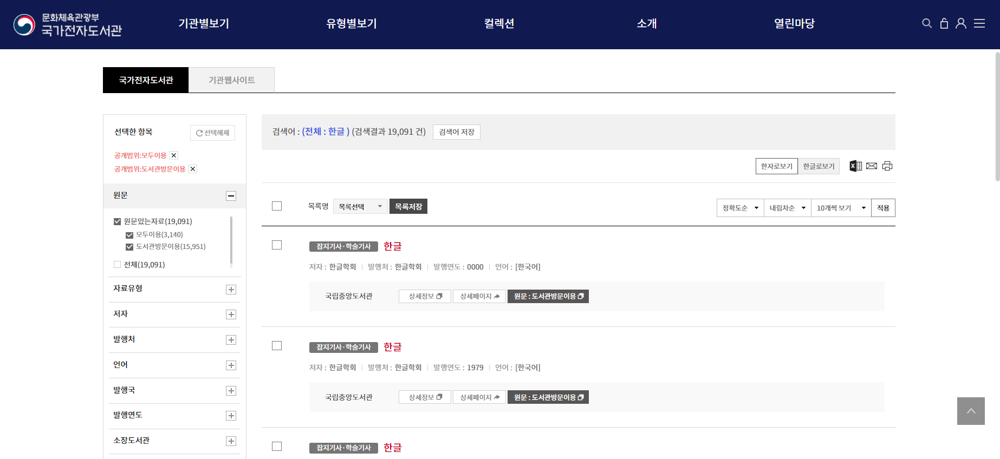 문화체육관광부
국가전자도서관
기관별보기
유형별보기
컬렉션
소개
열린마당
국가전자도서관
기관웹사이트
선택한 항목
선택해제
공개범위:모두이용
공개범위:도서관방문이용
원문
원문있는자료(19,091)
모두이용(3,140)
도서관방문이용(15,951)
전체(19,091)
자료유형
저자
발행처
언어
발행국
발행연도
소장도서관
검색어 : (전체 : 한글 ) (검색결과 19,091 건)
검색어 저장
한자로보기
한글로보기
목록명
목록선택
목록저장
정확도순
내림차순
10개씩 보기
적용
잡지기사·학술기사 한글
저자 : 한글학회 발행처 : 한글학회 발행연도 : 0000 언어 : [한국어]
국립중앙도서관 상세정보 상세페이지 원문 : 도서관방문이용
잡지기사·학술기사 한글
저자 : 한글학회 발행처 : 한글학회 발행연도 : 1979 언어 : [한국어]
국립중앙도서관 상세정보 상세페이지 원문 : 도서관방문이용
잡지기사·학술기사 한글